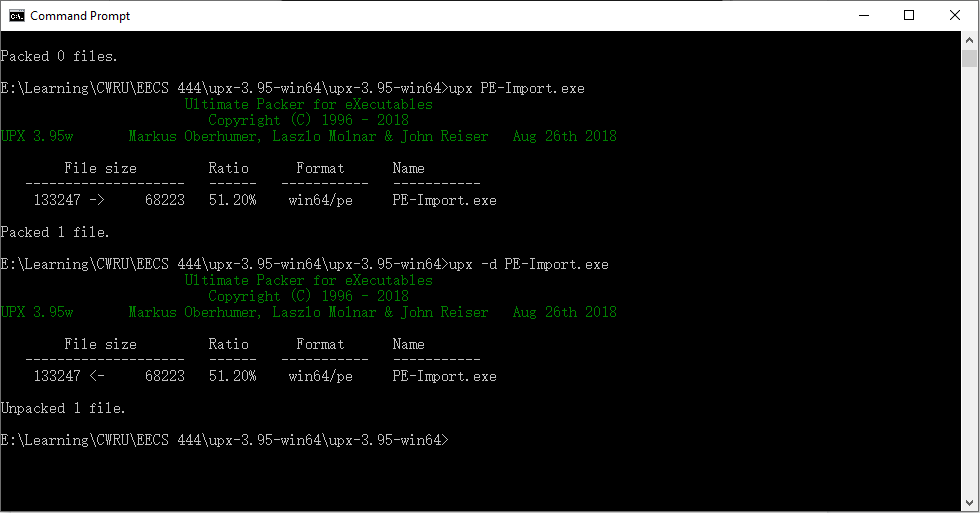 Command Prompt
Packed 0 files.
E:\Learning\CWRU\EECS 444\upx-3.95-win64\upx-3.95-win64>upx PE-Import.exe
Ultimate Packer for eXecutables
Copyright (C) 1996 - 2018
UPX 3.95w       Markus Oberhumer, Laszlo Molnar & John Reiser   Aug 26th 2018
File size         Ratio      Format      Name
--------------------   ------   -----------   -----------
133247 ->     68223   51.20%    win64/pe     PE-Import.exe
Packed 1 file.
E:\Learning\CWRU\EECS 444\upx-3.95-win64\upx-3.95-win64>upx -d PE-Import.exe
Ultimate Packer for eXecutables
Copyright (C) 1996 - 2018
UPX 3.95w       Markus Oberhumer, Laszlo Molnar & John Reiser   Aug 26th 2018
File size         Ratio      Format      Name
--------------------   ------   -----------   -----------
133247 <-     68223   51.20%    win64/pe     PE-Import.exe
Unpacked 1 file.
E:\Learning\CWRU\EECS 444\upx-3.95-win64\upx-3.95-win64>